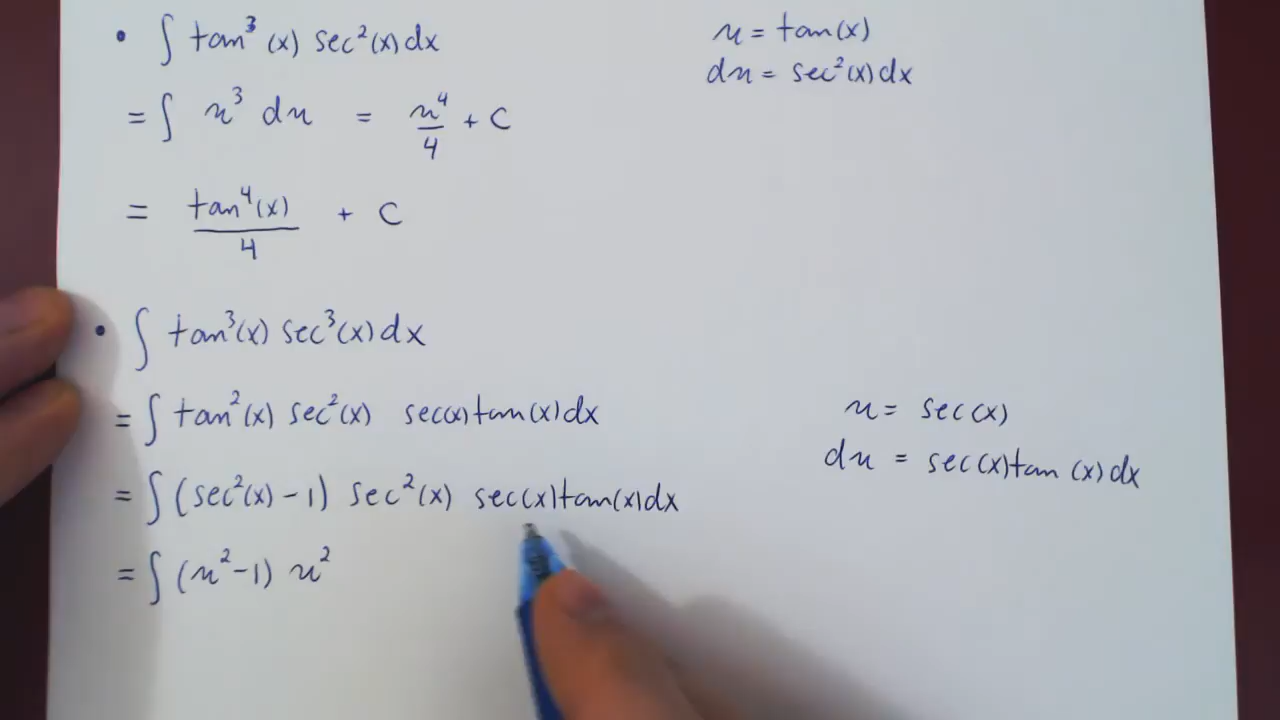 • ∫ tan³(x) sec²(x) dx
u = tan(x)
du = sec²(x) dx
= ∫ u³ du = u⁴/4 + C
= tan⁴(x)/4 + C
• ∫ tan³(x) sec³(x) dx
= ∫ tan²(x) sec²(x) sec(x) tan(x) dx
u = sec(x)
du = sec(x) tan(x) dx
= ∫ (sec²(x) - 1) sec²(x) sec(x) tan(x) dx
= ∫ (u² - 1) u²